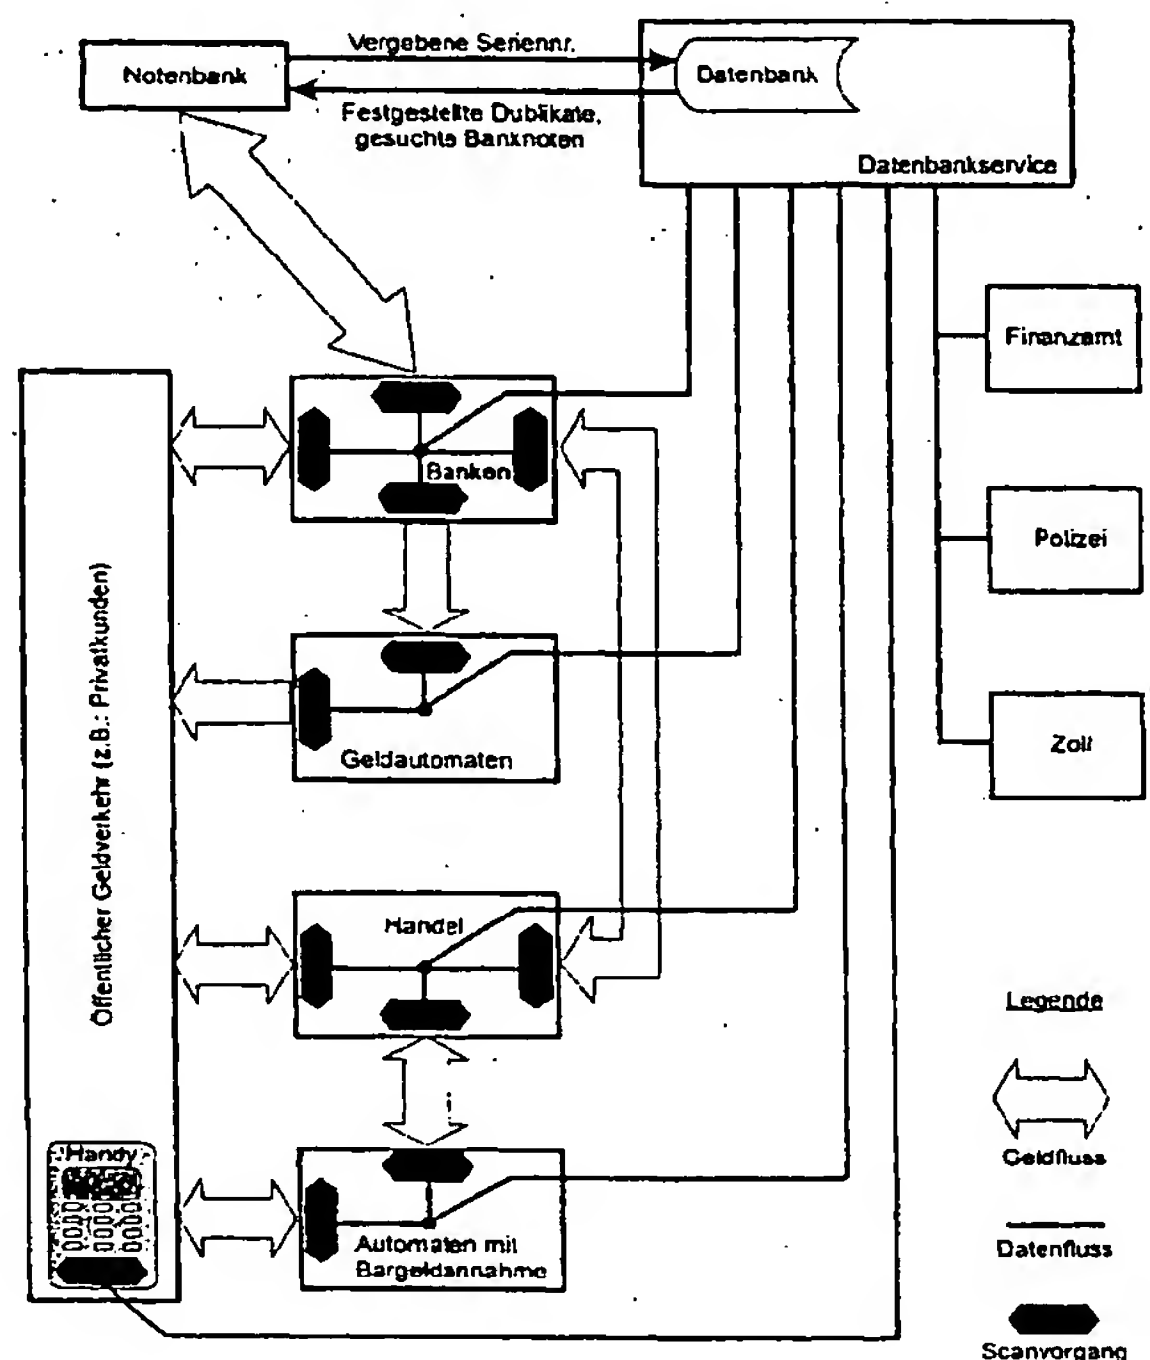 Vergebene Seriennr.
Notenbank
Datenbank
Festgestellte Dublikate,
gesuchte Banknoten
Datenbankservice
Finanzamt
Banken
Polizei
Öffentlicher Geldverkehr (z.B.: Privatkunden)
Zoll
Geldautomaten
Handel
Legende
Handy
Geldfluss
Automaten mit
Bargeldannahme
Datenfluss
Scanvorgang